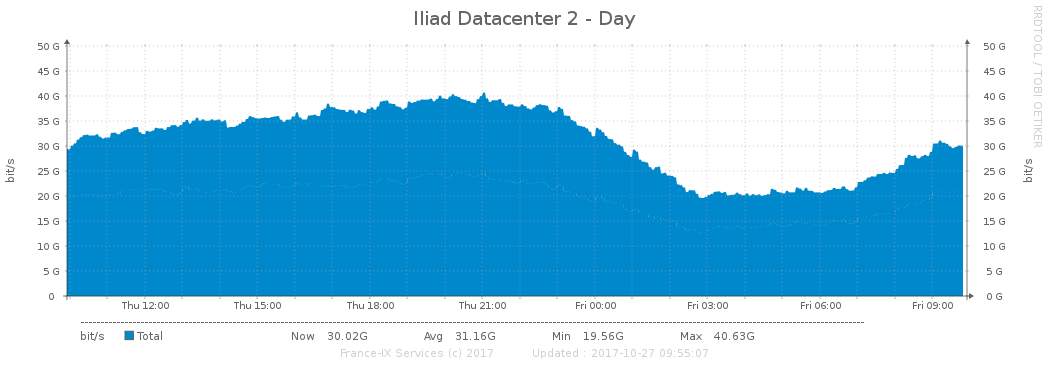 Iliad Datacenter 2 - Day
RRDTOOL / TOBI OETIKER
50 G 50 G
45 G 45 G
40 G 40 G
35 G 35 G
30 G 30 G
25 G 25 G
20 G 20 G
15 G 15 G
10 G 10 G
5 G 5 G
0 0 G
bit/s
bit/s
Thu 12:00 Thu 15:00 Thu 18:00 Thu 21:00 Fri 00:00 Fri 03:00 Fri 06:00 Fri 09:00
bit/s Total Now 30.02G Avg 31.16G Min 19.56G Max 40.63G
France-IX Services (c) 2017 Updated : 2017-10-27 09:55:07